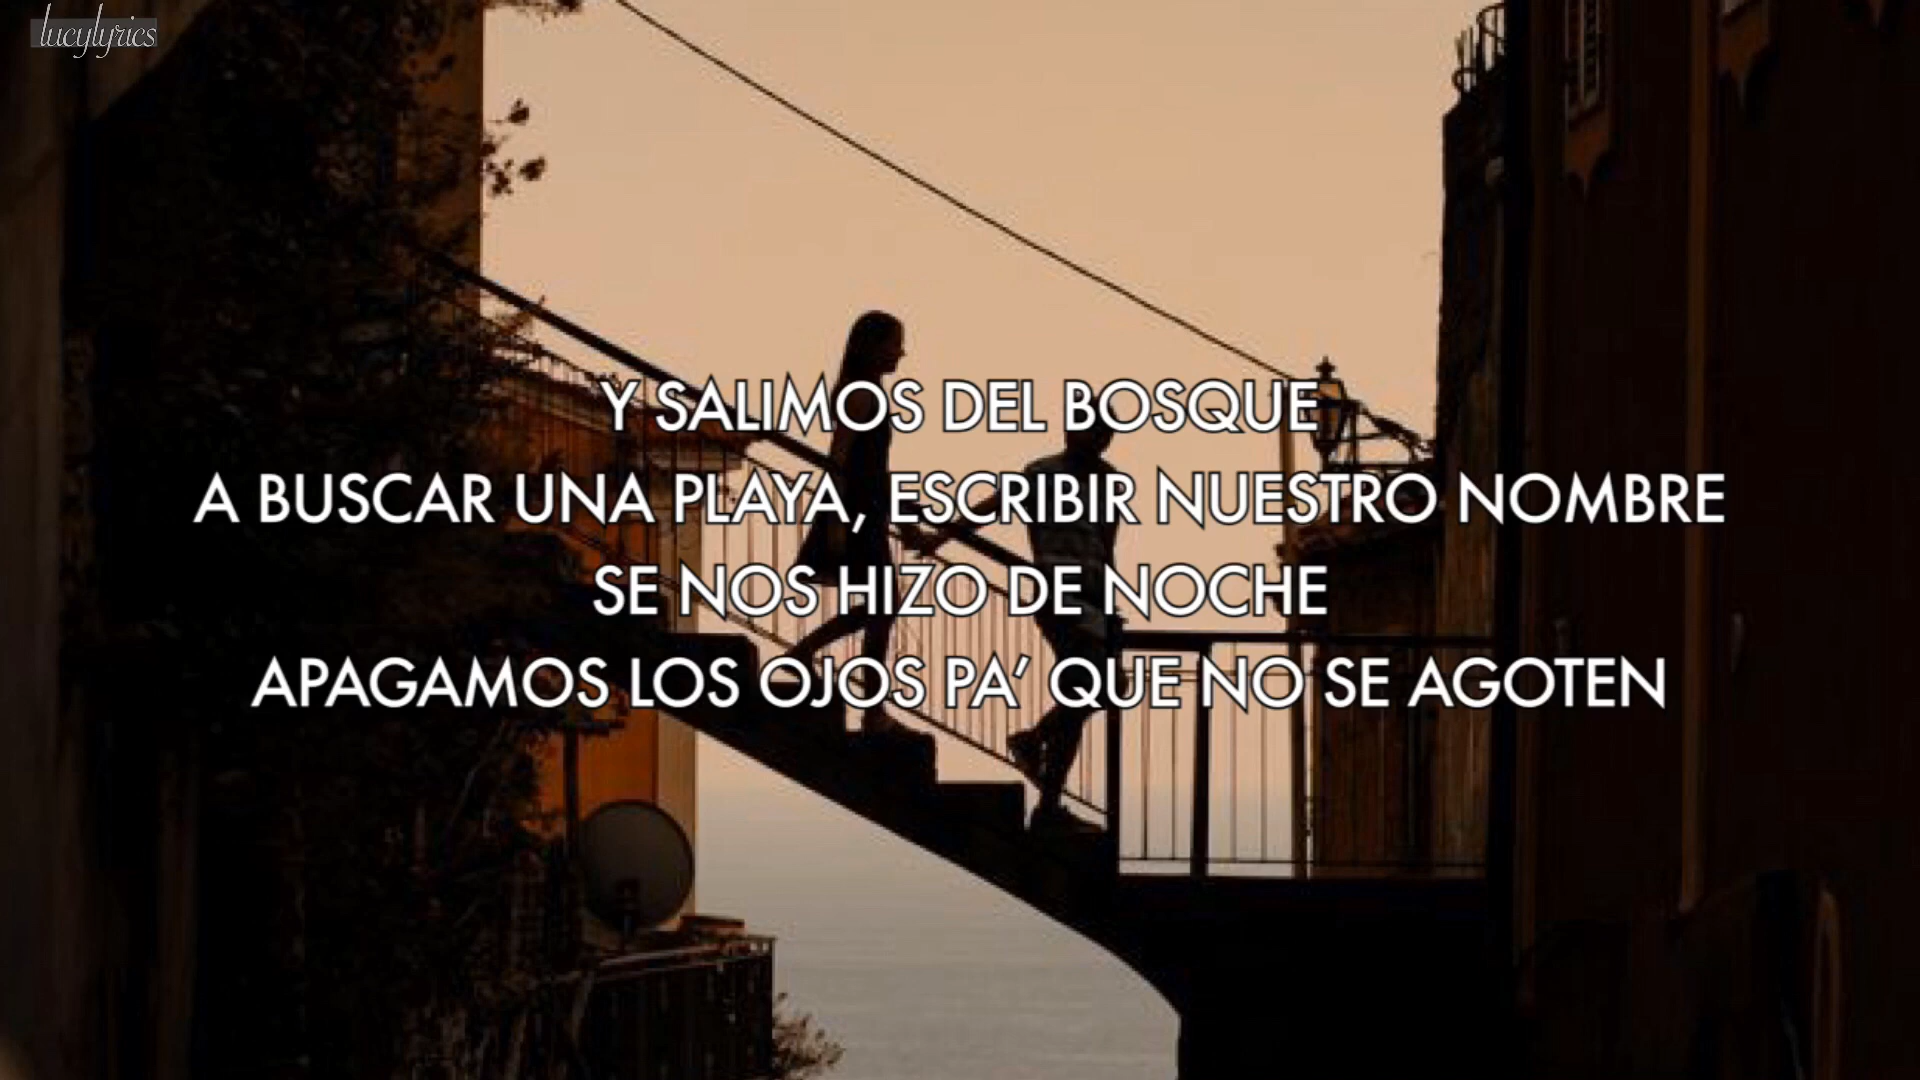 lucylyrics
Y SALIMOS DEL BOSQUE
A BUSCAR UNA PLAYA, ESCRIBIR NUESTRO NOMBRE
SE NOS HIZO DE NOCHE
APAGAMOS LOS OJOS PA’ QUE NO SE AGOTEN